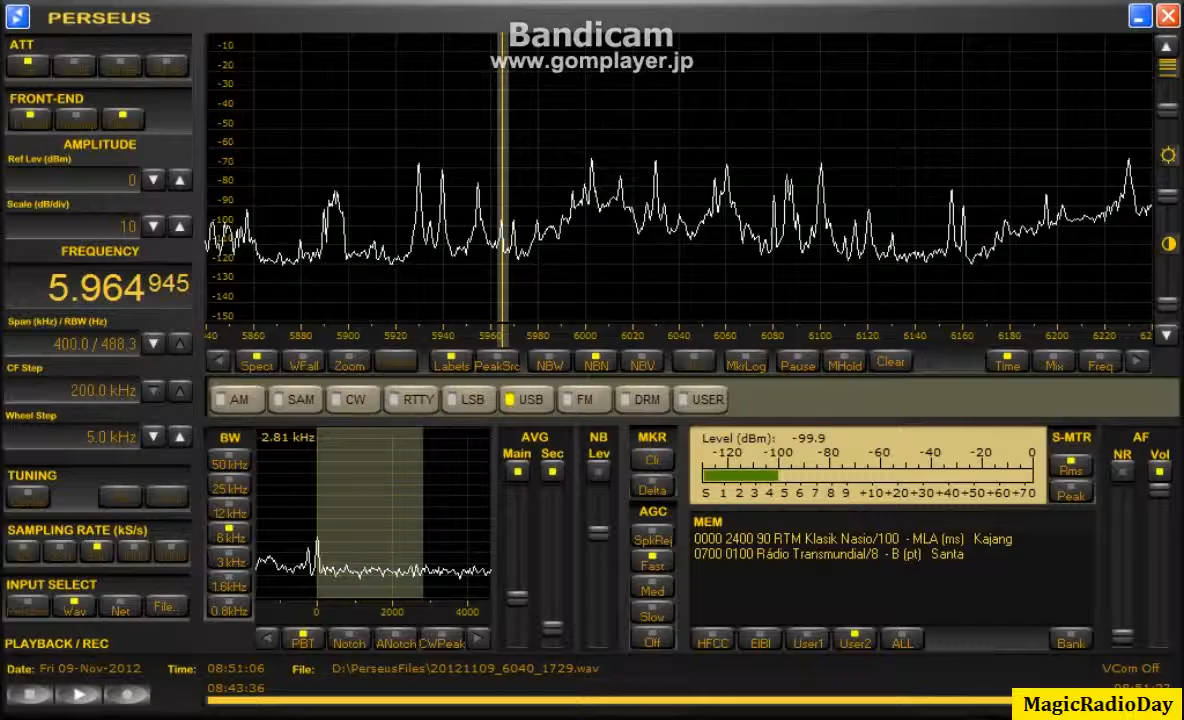 PERSEUS
Bandicam
www.gomplayer.jp
ATT
FRONT-END
AMPLITUDE
Ref Lev (dBm)
0
Scale (dB/div)
10
FREQUENCY
5.964 945
Span (kHz) / RBW (Hz)
400.0 / 488.3
CF Step
200.0 kHz
Wheel Step
5.0 kHz
TUNING
SAMPLING RATE (kS/s)
INPUT SELECT
Wav Net File..
-10
-20
-30
-40
-50
-60
-70
-80
-90
-100
-110
-120
-130
-140
-150
40 5860 5880 5900 5920 5940 5960 5980 6000 6020 6040 6060 6080 6100 6120 6140 6160 6180 6200 6220 62
Spect WFall Zoom Labels PeakSrc NBW NBN NBV MkrLog Pause MHold Clear Time Mix Freq
AM SAM CW RTTY LSB USB FM DRM USER
BW
50 kHz
25 kHz
12 kHz
6 kHz
3 kHz
1.6kHz
0.8kHz
2.81 kHz
0 2000 4000
PBT Notch ANotch CWPeak
AVG
Main Sec
NB
Lev
MKR
Clr
Delta
AGC
SpkRej
Fast
Med
Slow
Off
Level (dBm): -99.9
-120 -100 -80 -60 -40 -20 0
S 1 2 3 4 5 6 7 8 9 +10+20+30+40+50+60+70
S-MTR
Rms
Peak
AF
NR Vol
MEM
0000 2400 90 RTM Klasik Nasio/100 - MLA (ms) Kajang
0700 0100 Rádio Transmundial/8 - B (pt) Santa
HFCC EIBI User1 User2 ALL Bank
PLAYBACK / REC
Date: Fri 09-Nov-2012 Time: 08:51:06 File: D:\PerseusFiles\20121109_6040_1729.wav VCom Off
08:43:36
MagicRadioDay